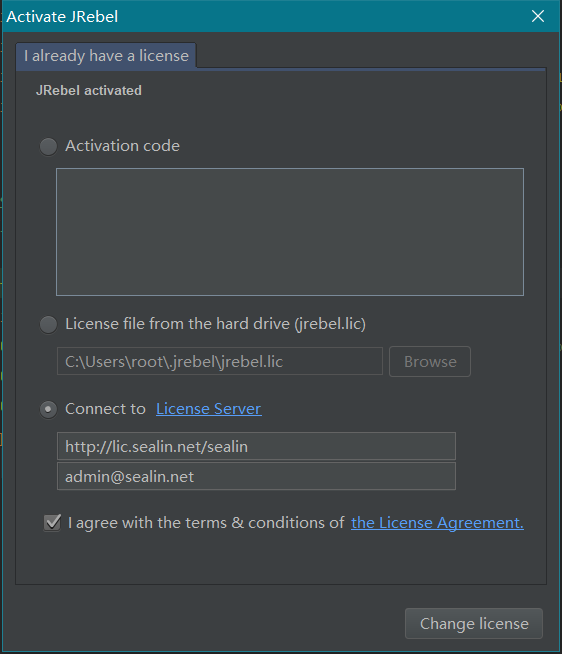 Activate JRebel
I already have a license
JRebel activated
Activation code
License file from the hard drive (jrebel.lic)
C:\Users\root\.jrebel\jrebel.lic Browse
Connect to License Server
http://lic.sealin.net/sealin
admin@sealin.net
I agree with the terms & conditions of the License Agreement.
Change license